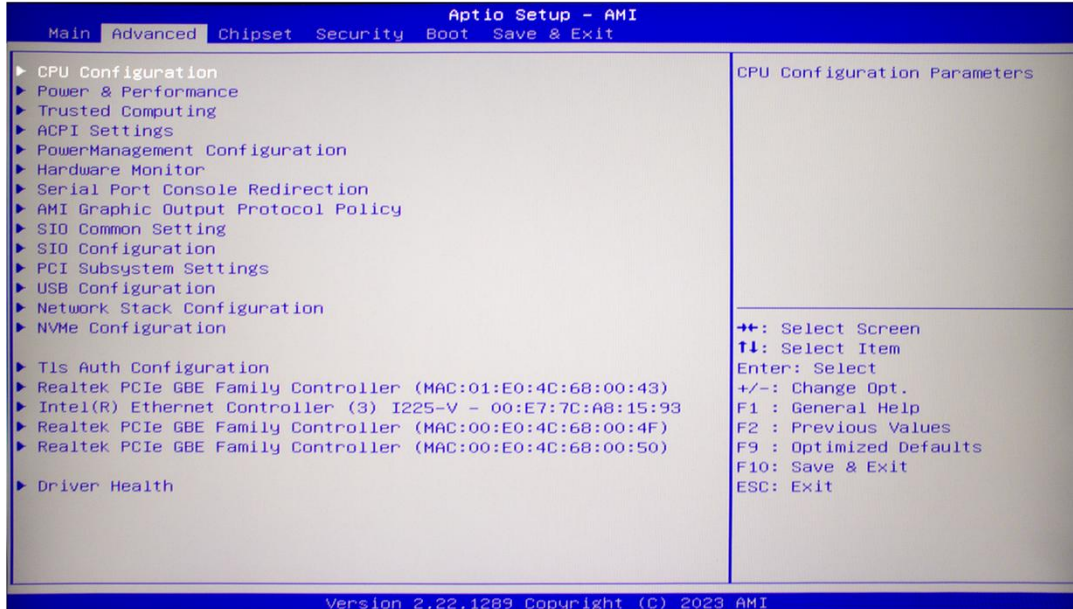 Aptio Setup – AMI
Main Advanced Chipset Security Boot Save & Exit
▶ CPU Configuration
▶ Power & Performance
▶ Trusted Computing
▶ ACPI Settings
▶ PowerManagement Configuration
▶ Hardware Monitor
▶ Serial Port Console Redirection
▶ AMI Graphic Output Protocol Policy
▶ SIO Common Setting
▶ SIO Configuration
▶ PCI Subsystem Settings
▶ USB Configuration
▶ Network Stack Configuration
▶ NVMe Configuration
▶ Tls Auth Configuration
▶ Realtek PCIe GBE Family Controller (MAC:01:E0:4C:68:00:43)
▶ Intel(R) Ethernet Controller (3) I225-V – 00:E7:7C:A8:15:93
▶ Realtek PCIe GBE Family Controller (MAC:00:E0:4C:68:00:4F)
▶ Realtek PCIe GBE Family Controller (MAC:00:E0:4C:68:00:50)
▶ Driver Health
CPU Configuration Parameters
→←: Select Screen
↑↓: Select Item
Enter: Select
+/-: Change Opt.
F1 : General Help
F2 : Previous Values
F9 : Optimized Defaults
F10: Save & Exit
ESC: Exit
Version 2.22.1289 Copyright (C) 2023 AMI